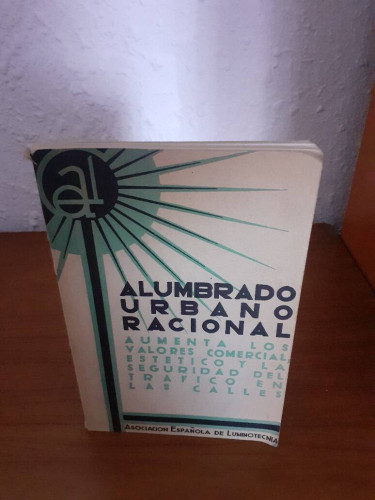 al
ALUMBRADO
URBANO
RACIONAL
AUMENTA LOS
VALORES COMERCIAL,
ESTETICO Y LA
SEGURIDAD DEL
TRAFICO EN
LAS CALLES
ASOCIACION ESPAÑOLA DE LUMINOTECNIA